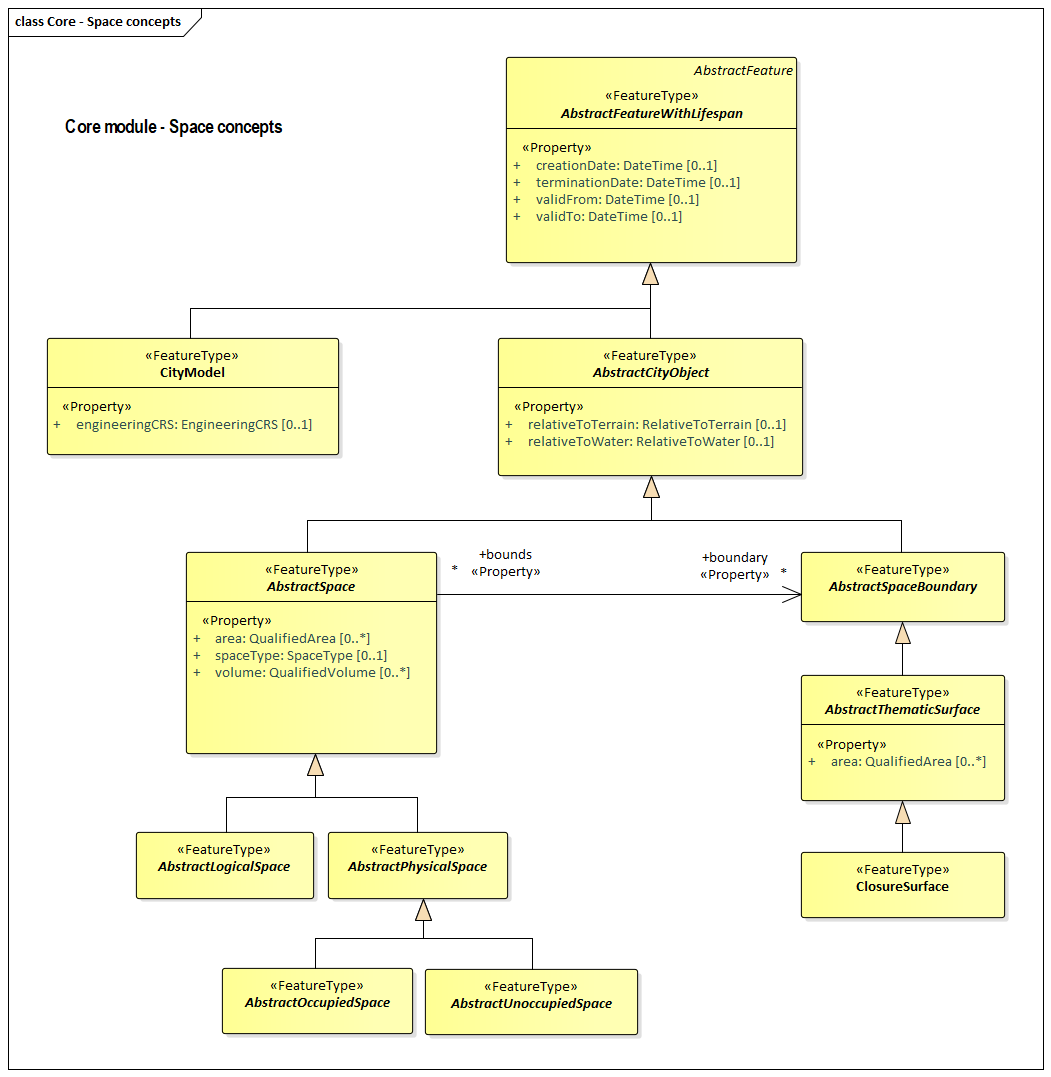 class Core - Space concepts
Core module - Space concepts
AbstractFeature
«FeatureType»
AbstractFeatureWithLifespan
«Property»
+ creationDate: DateTime [0..1]
+ terminationDate: DateTime [0..1]
+ validFrom: DateTime [0..1]
+ validTo: DateTime [0..1]
«FeatureType»
CityModel
«Property»
+ engineeringCRS: EngineeringCRS [0..1]
«FeatureType»
AbstractCityObject
«Property»
+ relativeToTerrain: RelativeToTerrain [0..1]
+ relativeToWater: RelativeToWater [0..1]
«FeatureType»
AbstractSpace
«Property»
+ area: QualifiedArea [0..*]
+ spaceType: SpaceType [0..1]
+ volume: QualifiedVolume [0..*]
+bounds
* «Property»
+boundary
«Property» *
«FeatureType»
AbstractSpaceBoundary
«FeatureType»
AbstractThematicSurface
«Property»
+ area: QualifiedArea [0..*]
«FeatureType»
AbstractLogicalSpace
«FeatureType»
AbstractPhysicalSpace
«FeatureType»
ClosureSurface
«FeatureType»
AbstractOccupiedSpace
«FeatureType»
AbstractUnoccupiedSpace